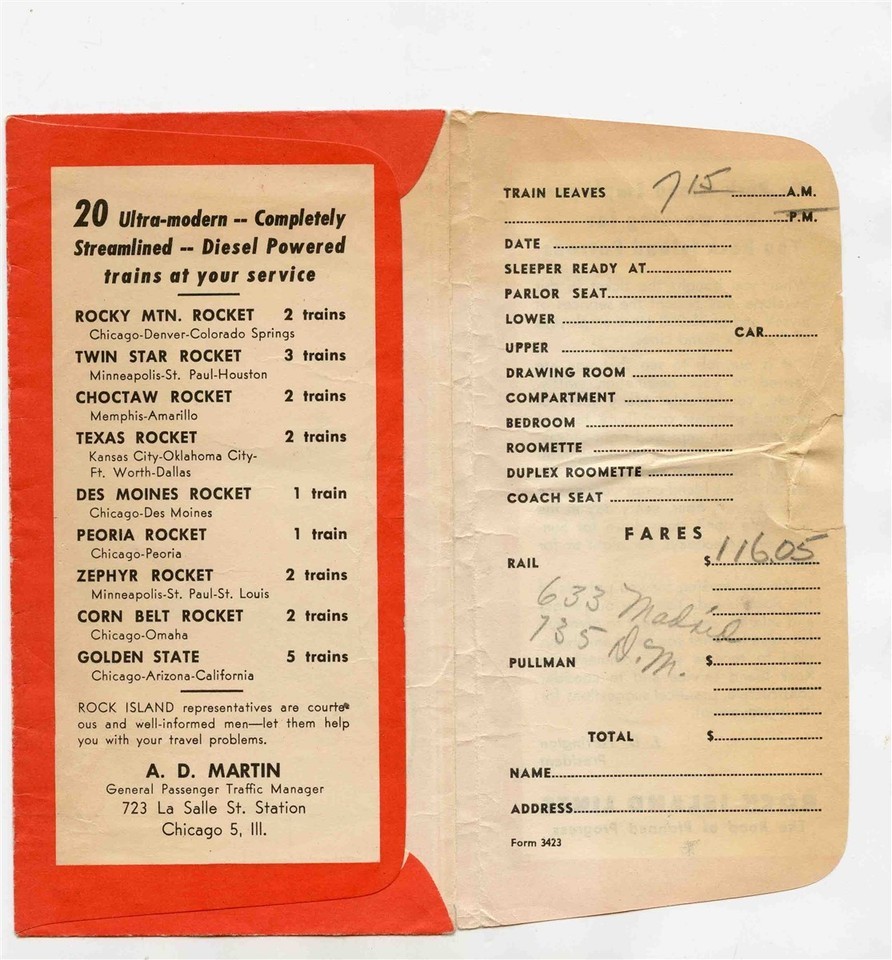 20 Ultra-modern -- Completely
Streamlined -- Diesel Powered
trains at your service
ROCKY MTN. ROCKET 2 trains
Chicago-Denver-Colorado Springs
TWIN STAR ROCKET 3 trains
Minneapolis-St. Paul-Houston
CHOCTAW ROCKET 2 trains
Memphis-Amarillo
TEXAS ROCKET 2 trains
Kansas City-Oklahoma City-
Ft. Worth-Dallas
DES MOINES ROCKET 1 train
Chicago-Des Moines
PEORIA ROCKET 1 train
Chicago-Peoria
ZEPHYR ROCKET 2 trains
Minneapolis-St. Paul-St. Louis
CORN BELT ROCKET 2 trains
Chicago-Omaha
GOLDEN STATE 5 trains
Chicago-Arizona-California
ROCK ISLAND representatives are courte-
ous and well-informed men—let them help
you with your travel problems.
A. D. MARTIN
General Passenger Traffic Manager
723 La Salle St. Station
Chicago 5, Ill.
TRAIN LEAVES 715 A.M.
P.M.
DATE
SLEEPER READY AT
PARLOR SEAT
LOWER
CAR
UPPER
DRAWING ROOM
COMPARTMENT
BEDROOM
ROOMETTE
DUPLEX ROOMETTE
COACH SEAT
FARES
RAIL $116.05
633 Madrid
735 D.M.
PULLMAN $
TOTAL $
NAME
ADDRESS
Form 3423